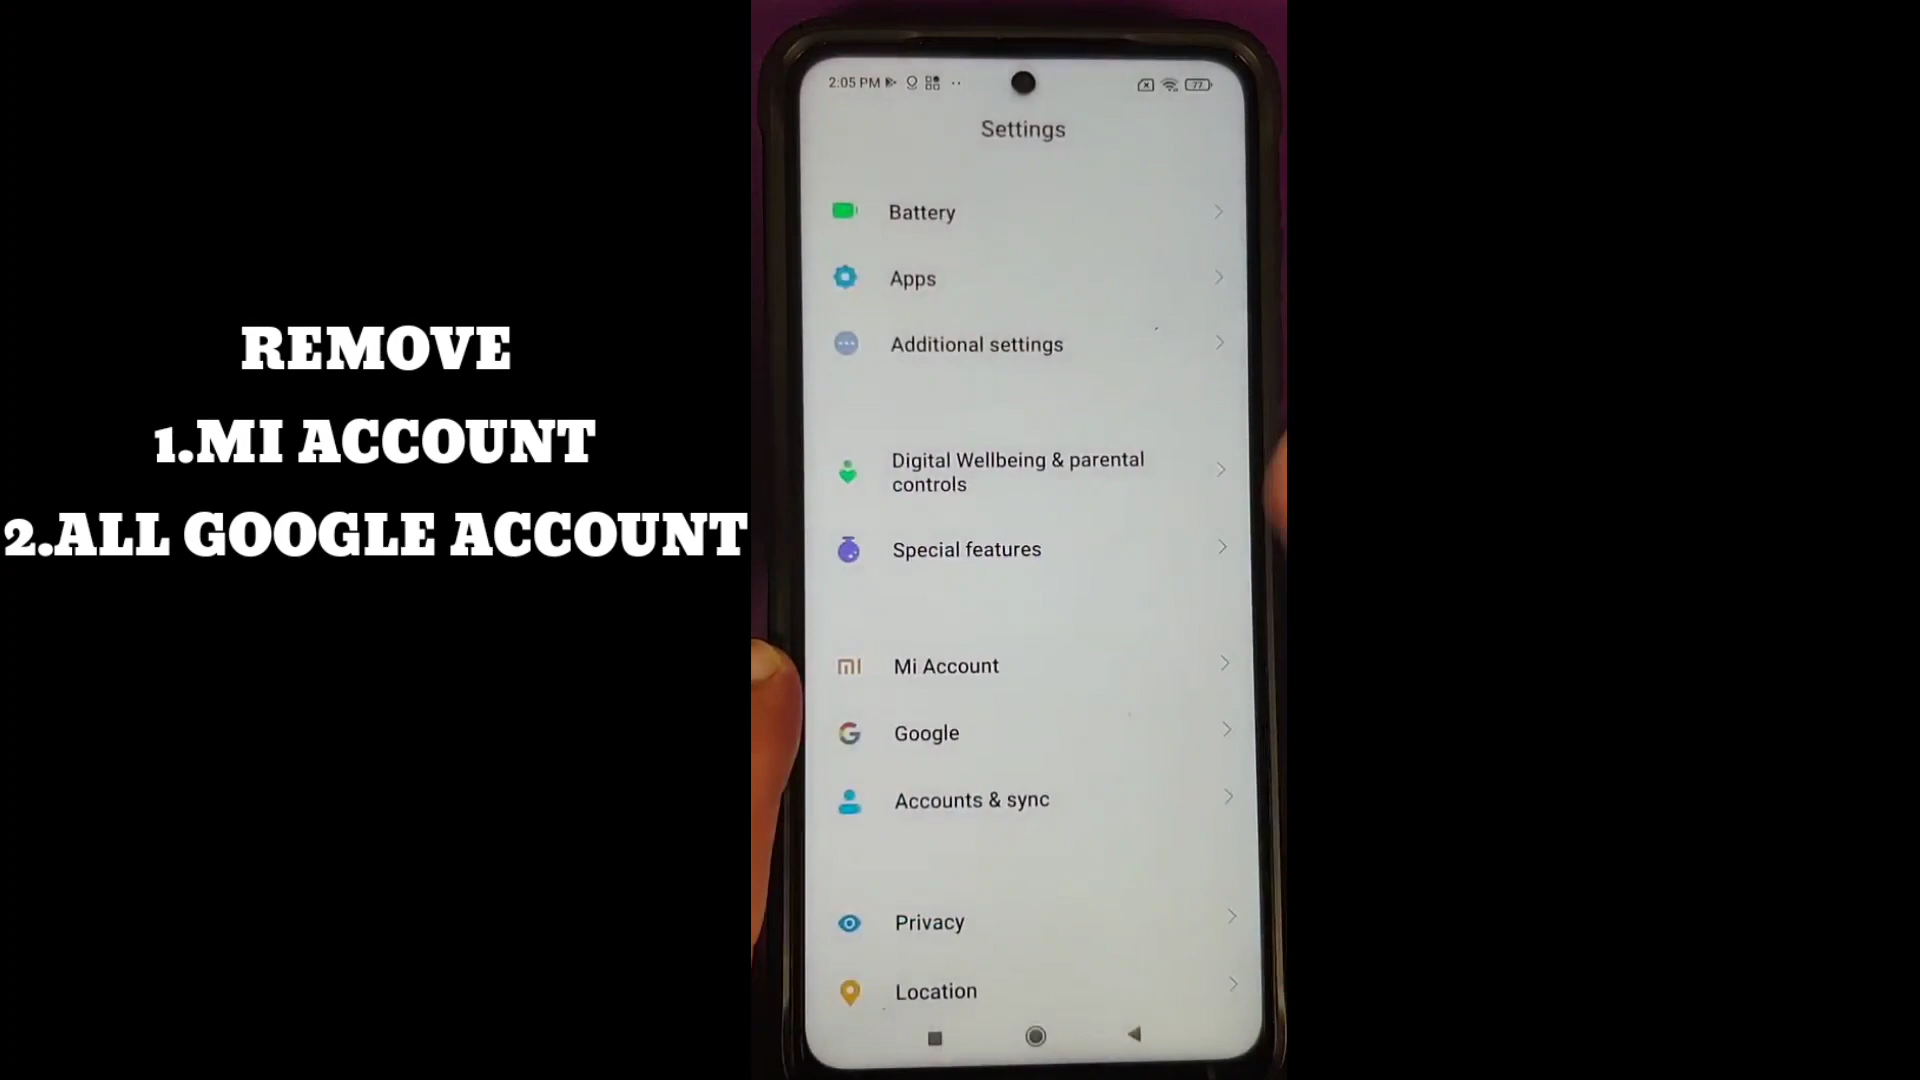 REMOVE
1.MI ACCOUNT
2.ALL GOOGLE ACCOUNT
2:05 PM
77
Settings
Battery
Apps
Additional settings
Digital Wellbeing & parental
controls
Special features
Mi Account
Google
Accounts & sync
Privacy
Location